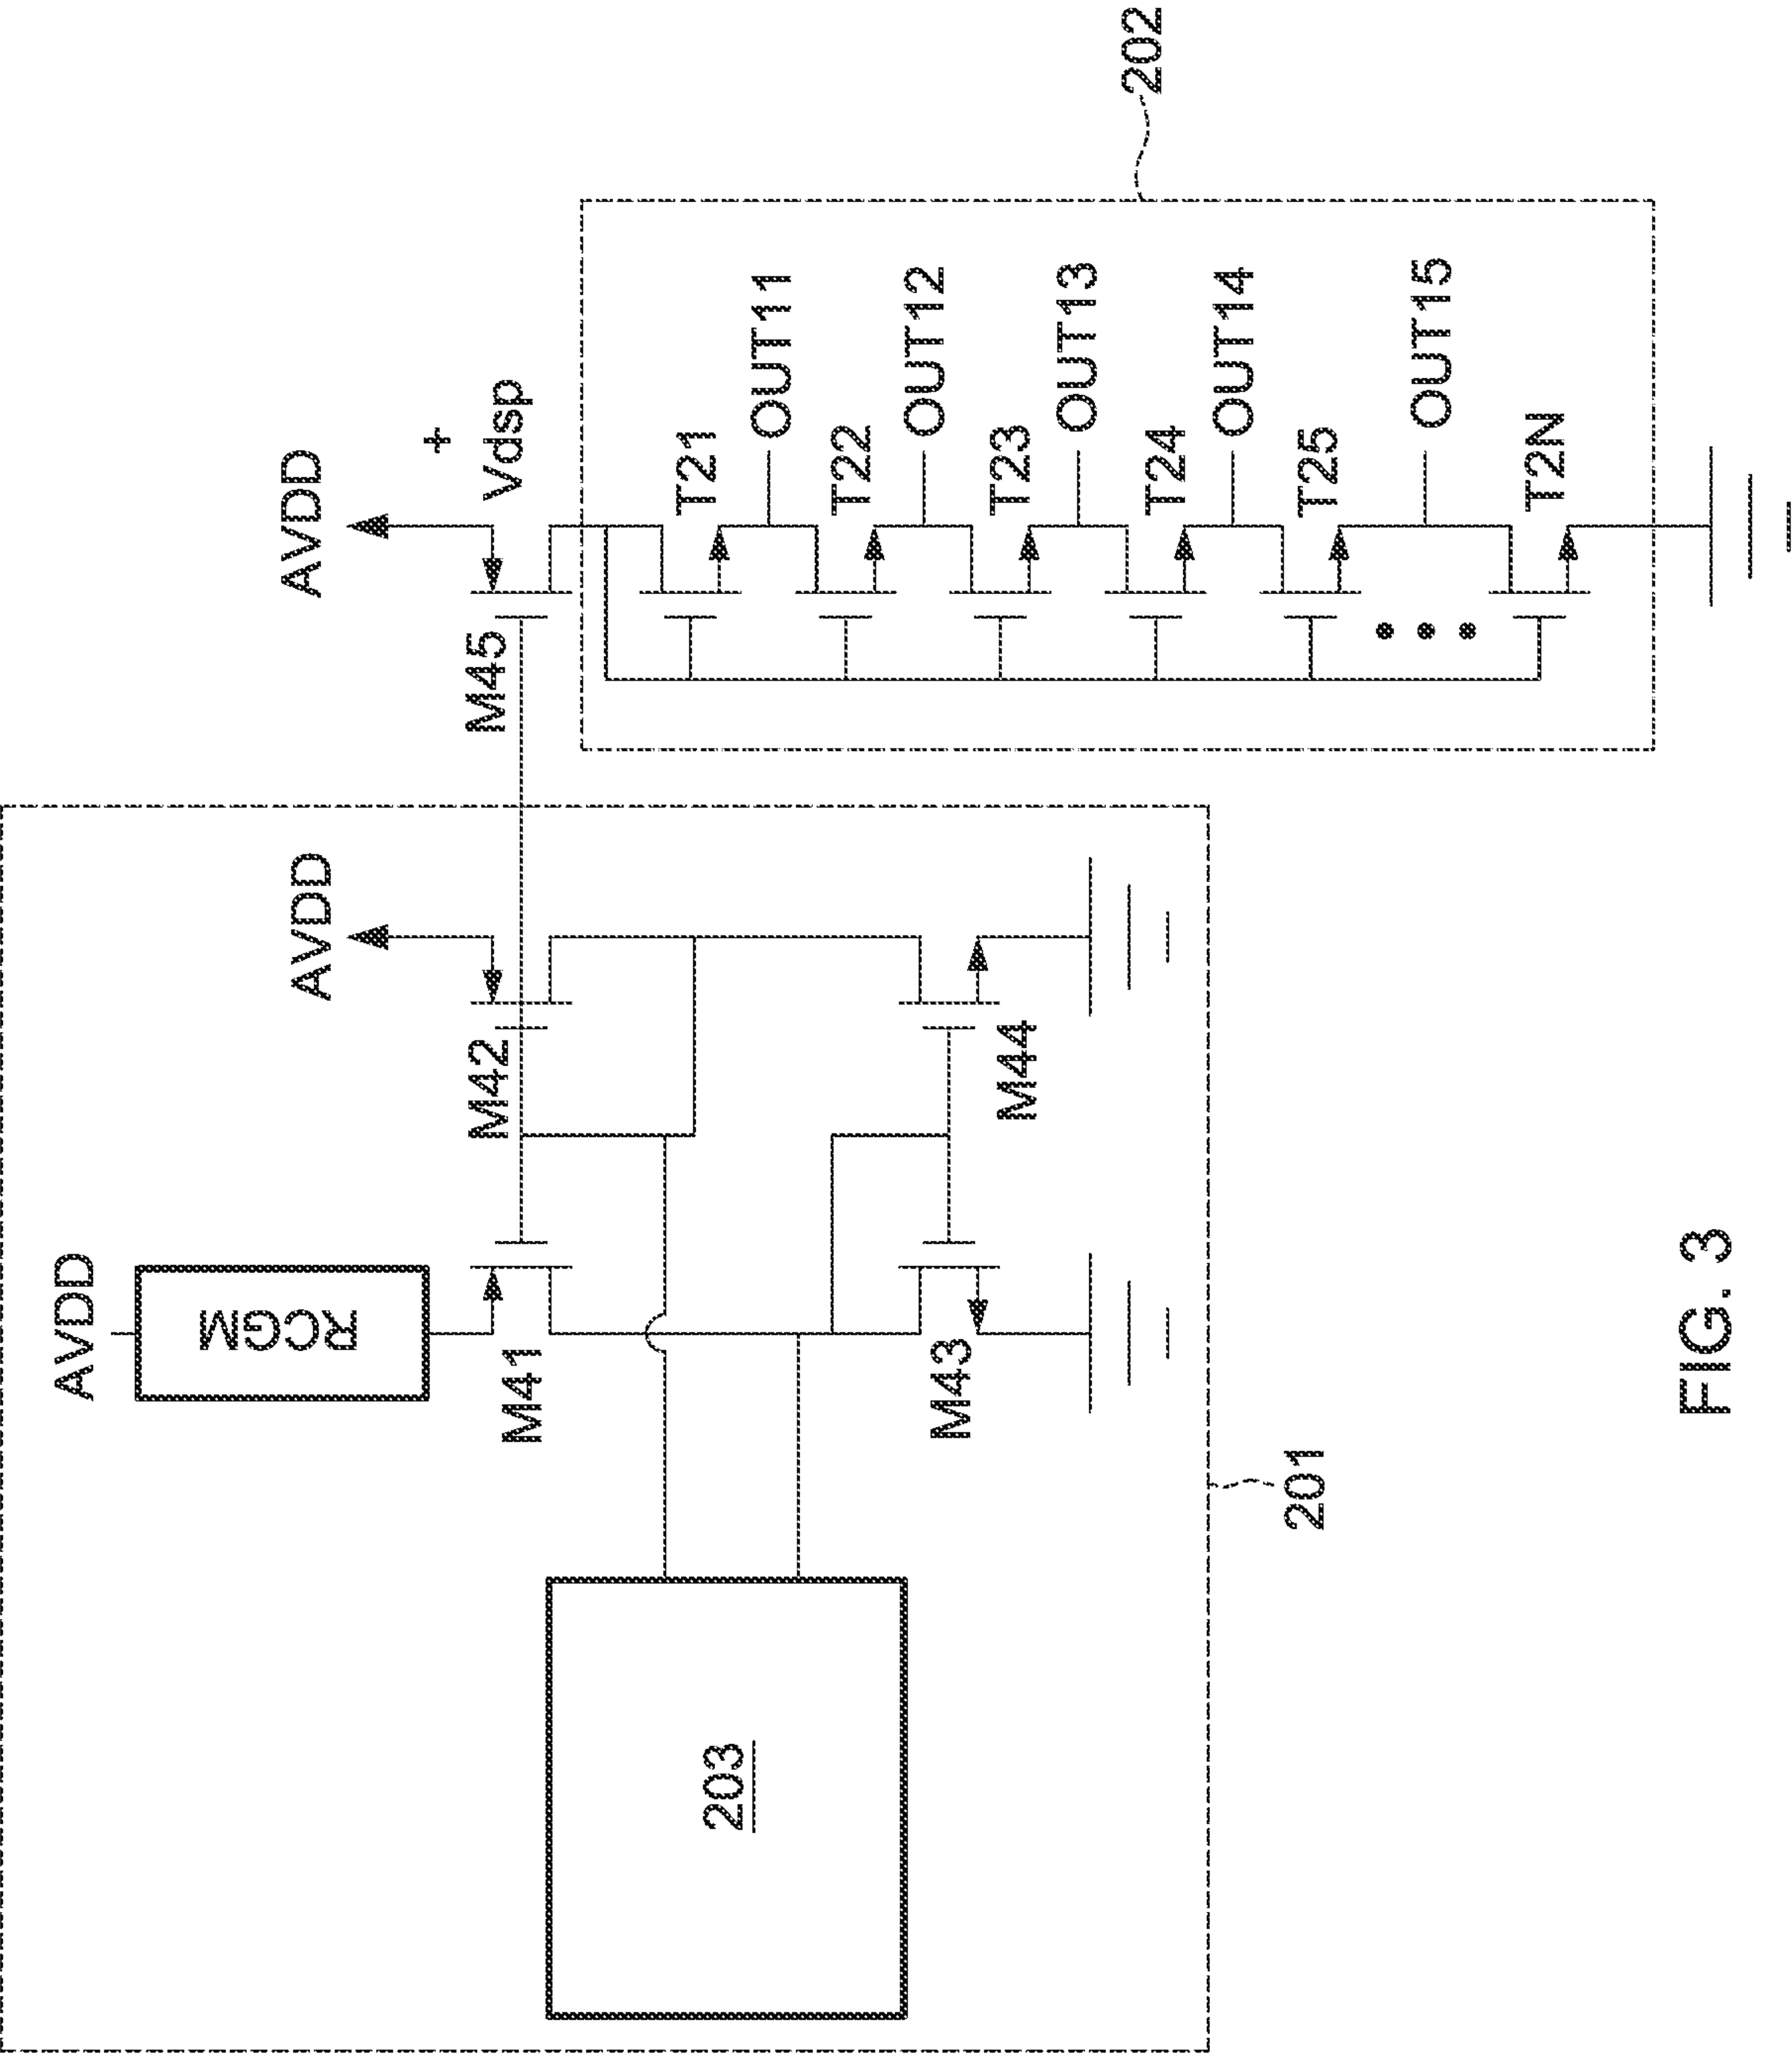 AVDD
RCGM
M41
AVDD
M42
M43
M44
203
201
AVDD
+
Vdsp
M45
T21
OUT11
T22
OUT12
T23
OUT13
T24
OUT14
T25
OUT15
T2N
202
FIG. 3